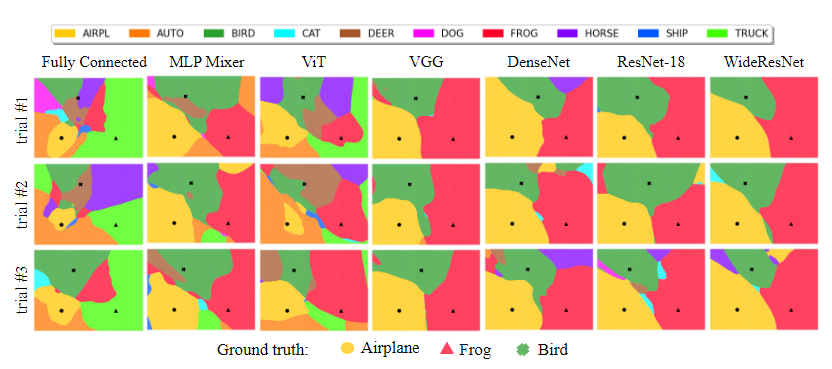 AIRPL AUTO BIRD CAT DEER DOG FROG HORSE SHIP TRUCK
Fully Connected MLP Mixer ViT VGG DenseNet ResNet-18 WideResNet
trial #1
trial #2
trial #3
Ground truth: Airplane Frog Bird